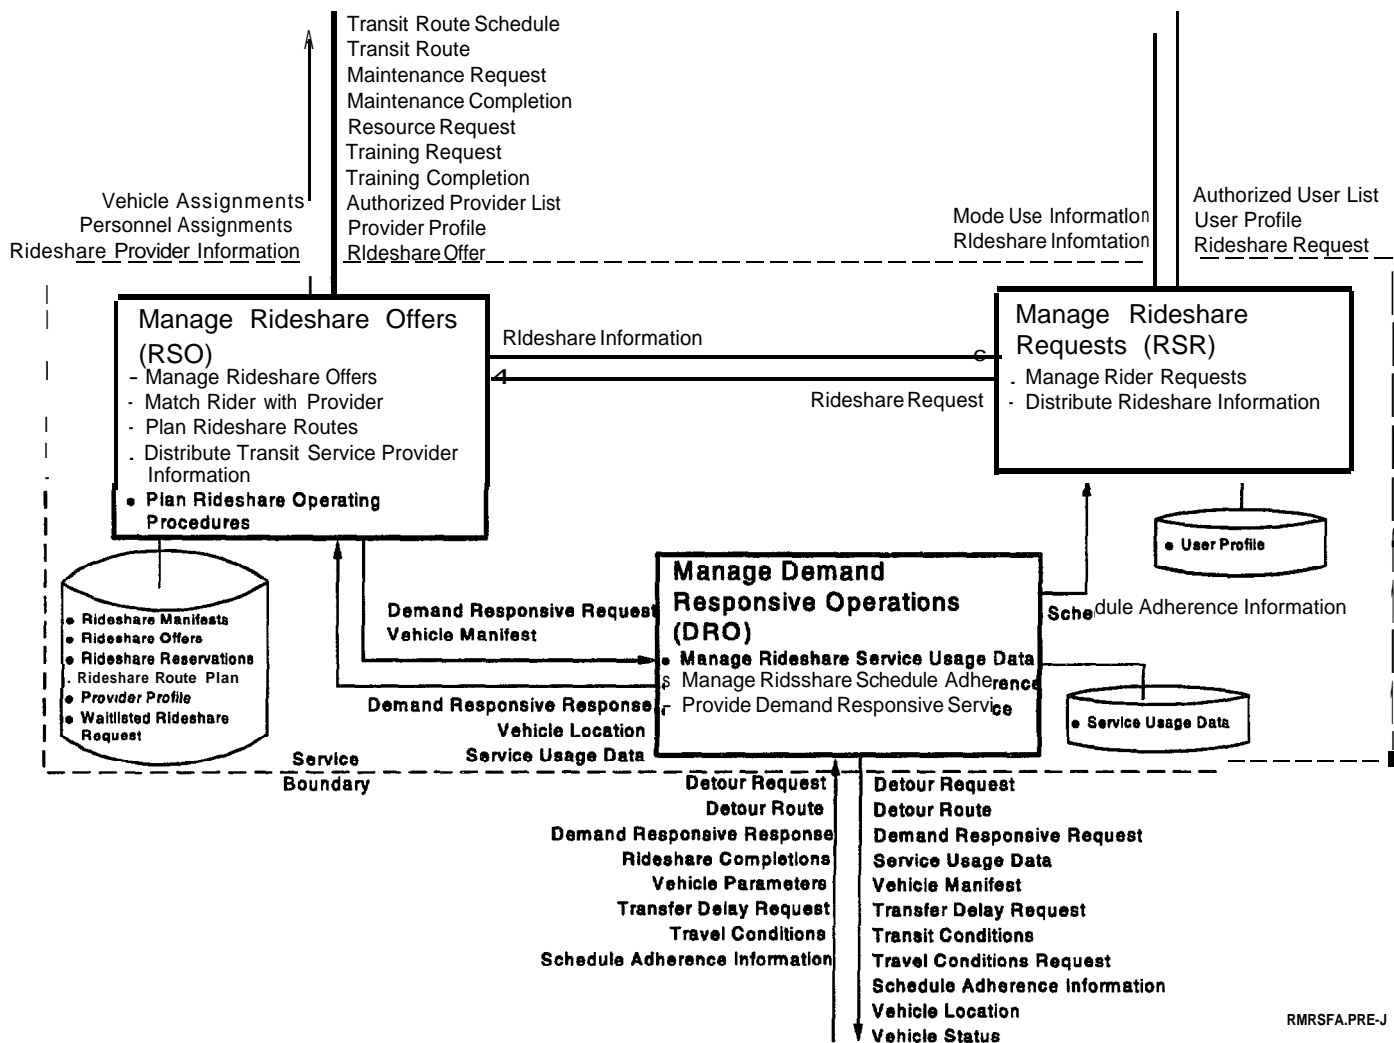 Transit Route Schedule
Transit Route
Maintenance Request
Maintenance Completion
Resource Request
Training Request
Training Completion
Authorized Provider List
Provider Profile
RIdeshare Offer
Vehicle Assignments
Personnel Assignments
Rideshare Provider Information
Mode Use Information
RIdeshare Infomtation
Authorized User List
User Profile
Rideshare Request
Manage Rideshare Offers
(RSO)
- Manage Rideshare Offers
- Match Rider with Provider
- Plan Rideshare Routes
. Distribute Transit Service Provider
Information
• Plan Rideshare Operating
Procedures
RIdeshare Information
Rideshare Request
Manage Rideshare
Requests (RSR)
. Manage Rider Requests
- Distribute Rideshare Information
• User Profile
• Rideshare Manifests
• Rideshare Offers
• Rideshare Reservations
. Rideshare Route Plan
• Provider Profile
• Waitlisted Rideshare
Request
Demand Responsive Request
Vehicle Manifest
Demand Responsive Response
Vehicle Location
Service Usage Data
Manage Demand
Responsive Operations
(DRO)
• Manage Rideshare Service Usage Data
s Manage Ridsshare Schedule Adherence
- Provide Demand Responsive Service
Schedule Adherence Information
• Service Usage Data
Service
Boundary
Detour Request
Detour Route
Demand Responsive Response
Rideshare Completions
Vehicle Parameters
Transfer Delay Request
Travel Conditions
Schedule Adherence Information
Detour Request
Detour Route
Demand Responsive Request
Service Usage Data
Vehicle Manifest
Transfer Delay Request
Transit Conditions
Travel Conditions Request
Schedule Adherence Information
Vehicle Location
Vehicle Status
RMRSFA.PRE-J